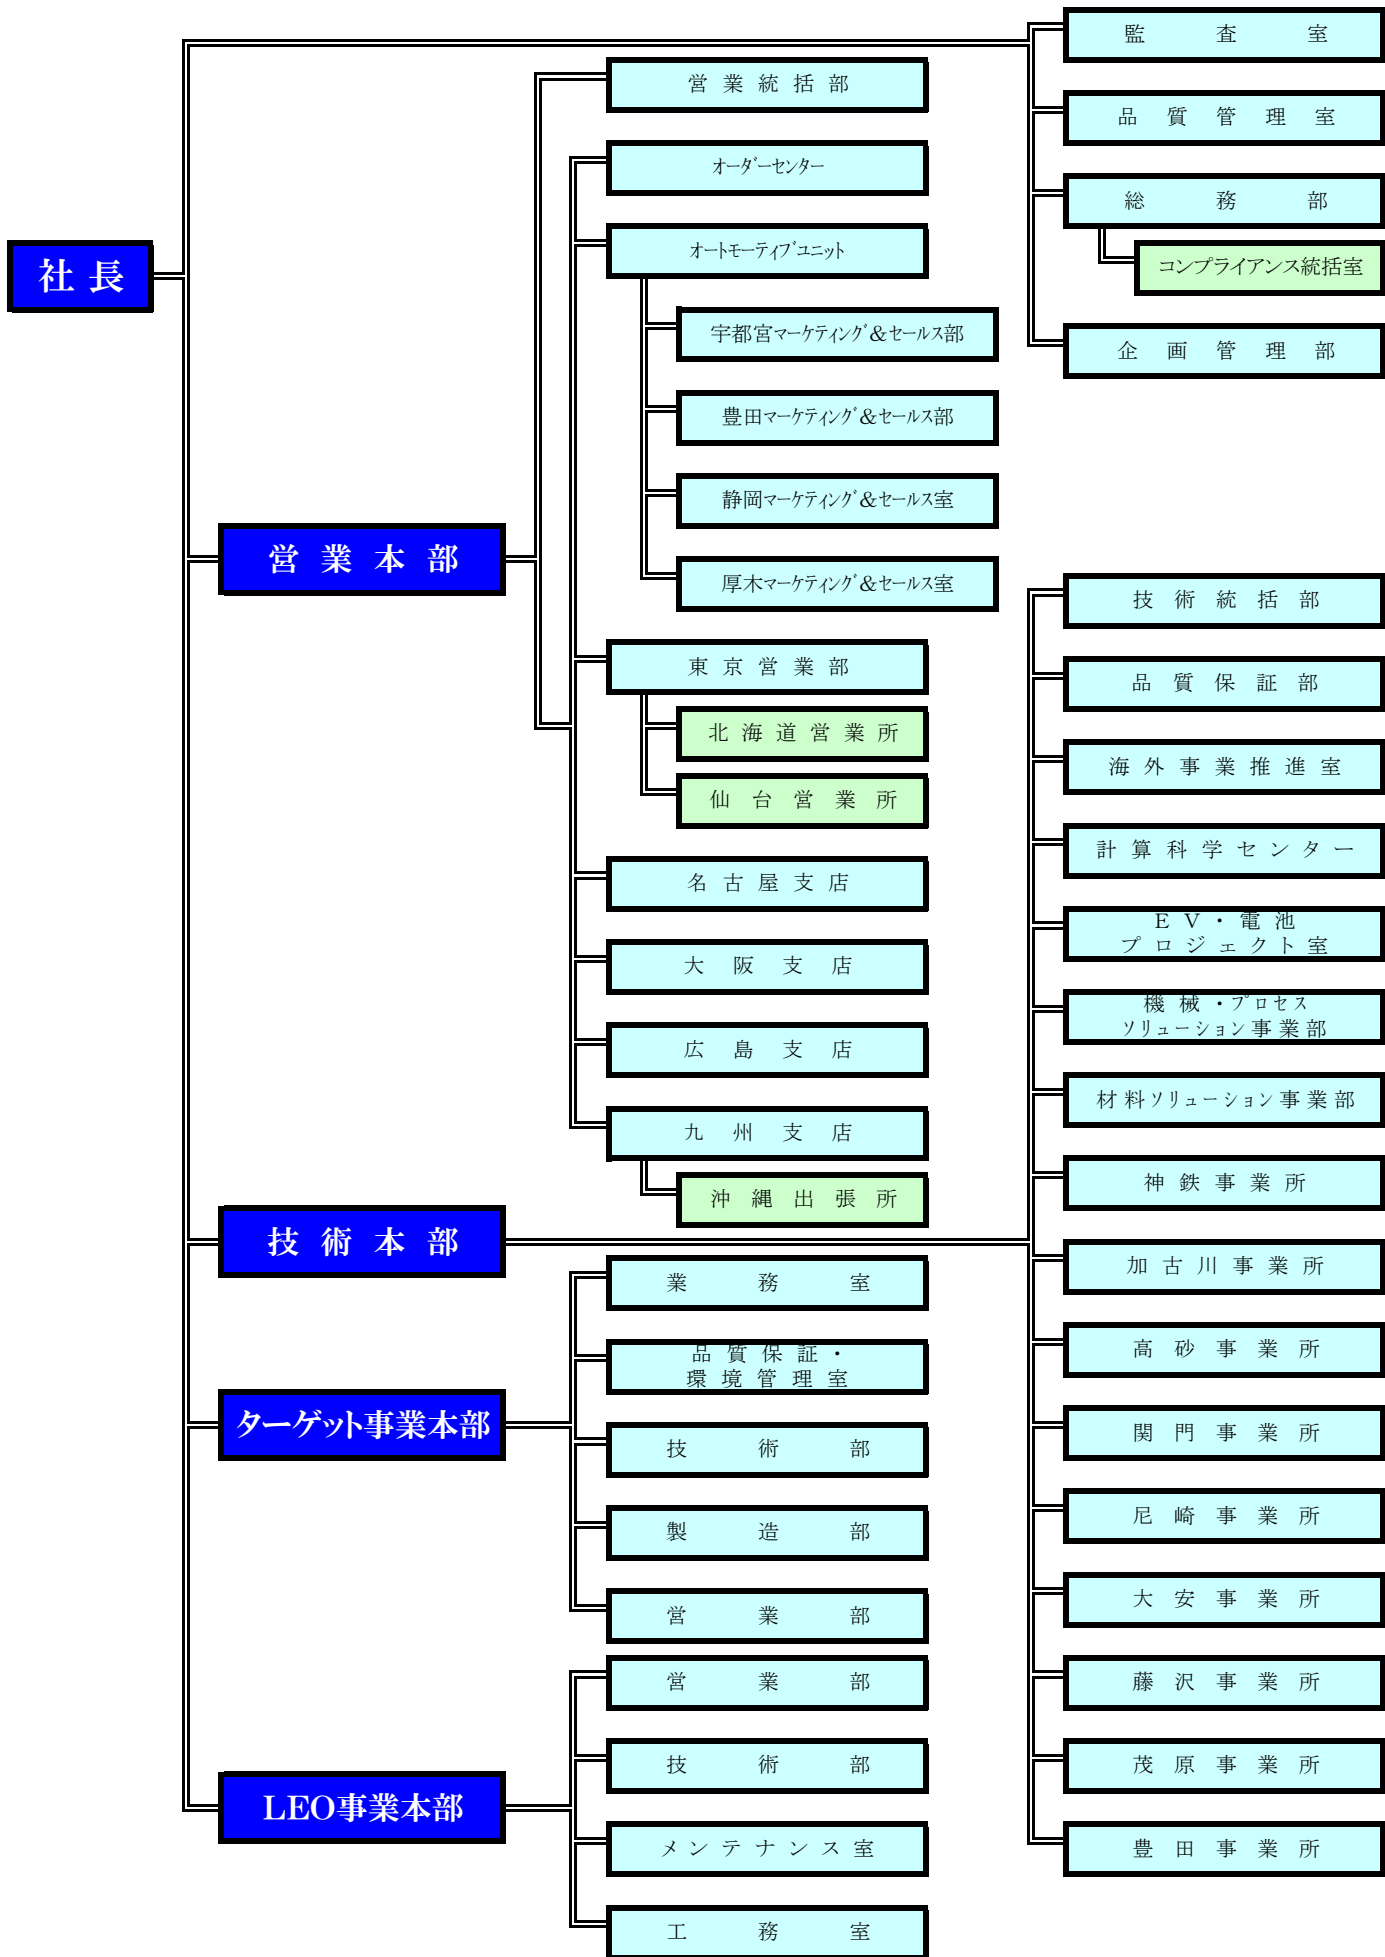 社長
監査室
品質管理室
総務部
コンプライアンス統括室
企画管理部
営業本部
営業統括部
オーダーセンター
オートモーティブユニット
宇都宮マーケティング&セールス部
豊田マーケティング&セールス部
静岡マーケティング&セールス室
厚木マーケティング&セールス室
東京営業部
北海道営業所
仙台営業所
名古屋支店
大阪支店
広島支店
九州支店
沖縄出張所
技術本部
技術統括部
品質保証部
海外事業推進室
計算科学センター
EV・電池
プロジェクト室
機械・プロセス
ソリューション事業部
材料ソリューション事業部
神鉄事業所
加古川事業所
高砂事業所
関門事業所
尼崎事業所
大安事業所
藤沢事業所
茂原事業所
豊田事業所
ターゲット事業本部
業務室
品質保証・
環境管理室
技術部
製造部
営業部
LEO事業本部
営業部
技術部
メンテナンス室
工務室